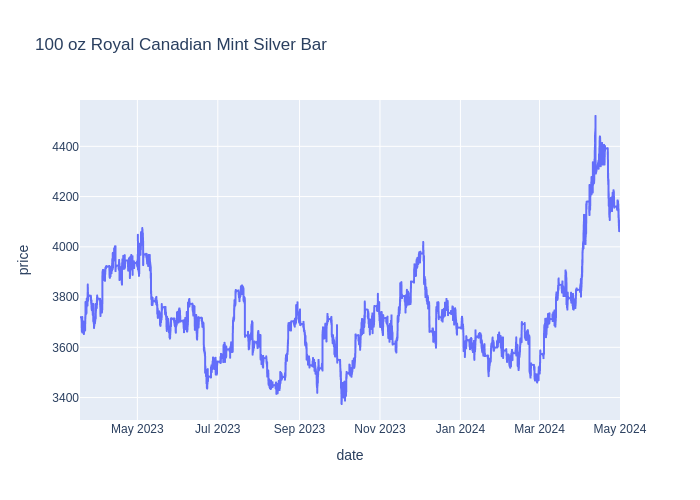 100 oz Royal Canadian Mint Silver Bar
price
4400
4200
4000
3800
3600
3400
May 2023 Jul 2023 Sep 2023 Nov 2023 Jan 2024 Mar 2024 May 2024
date